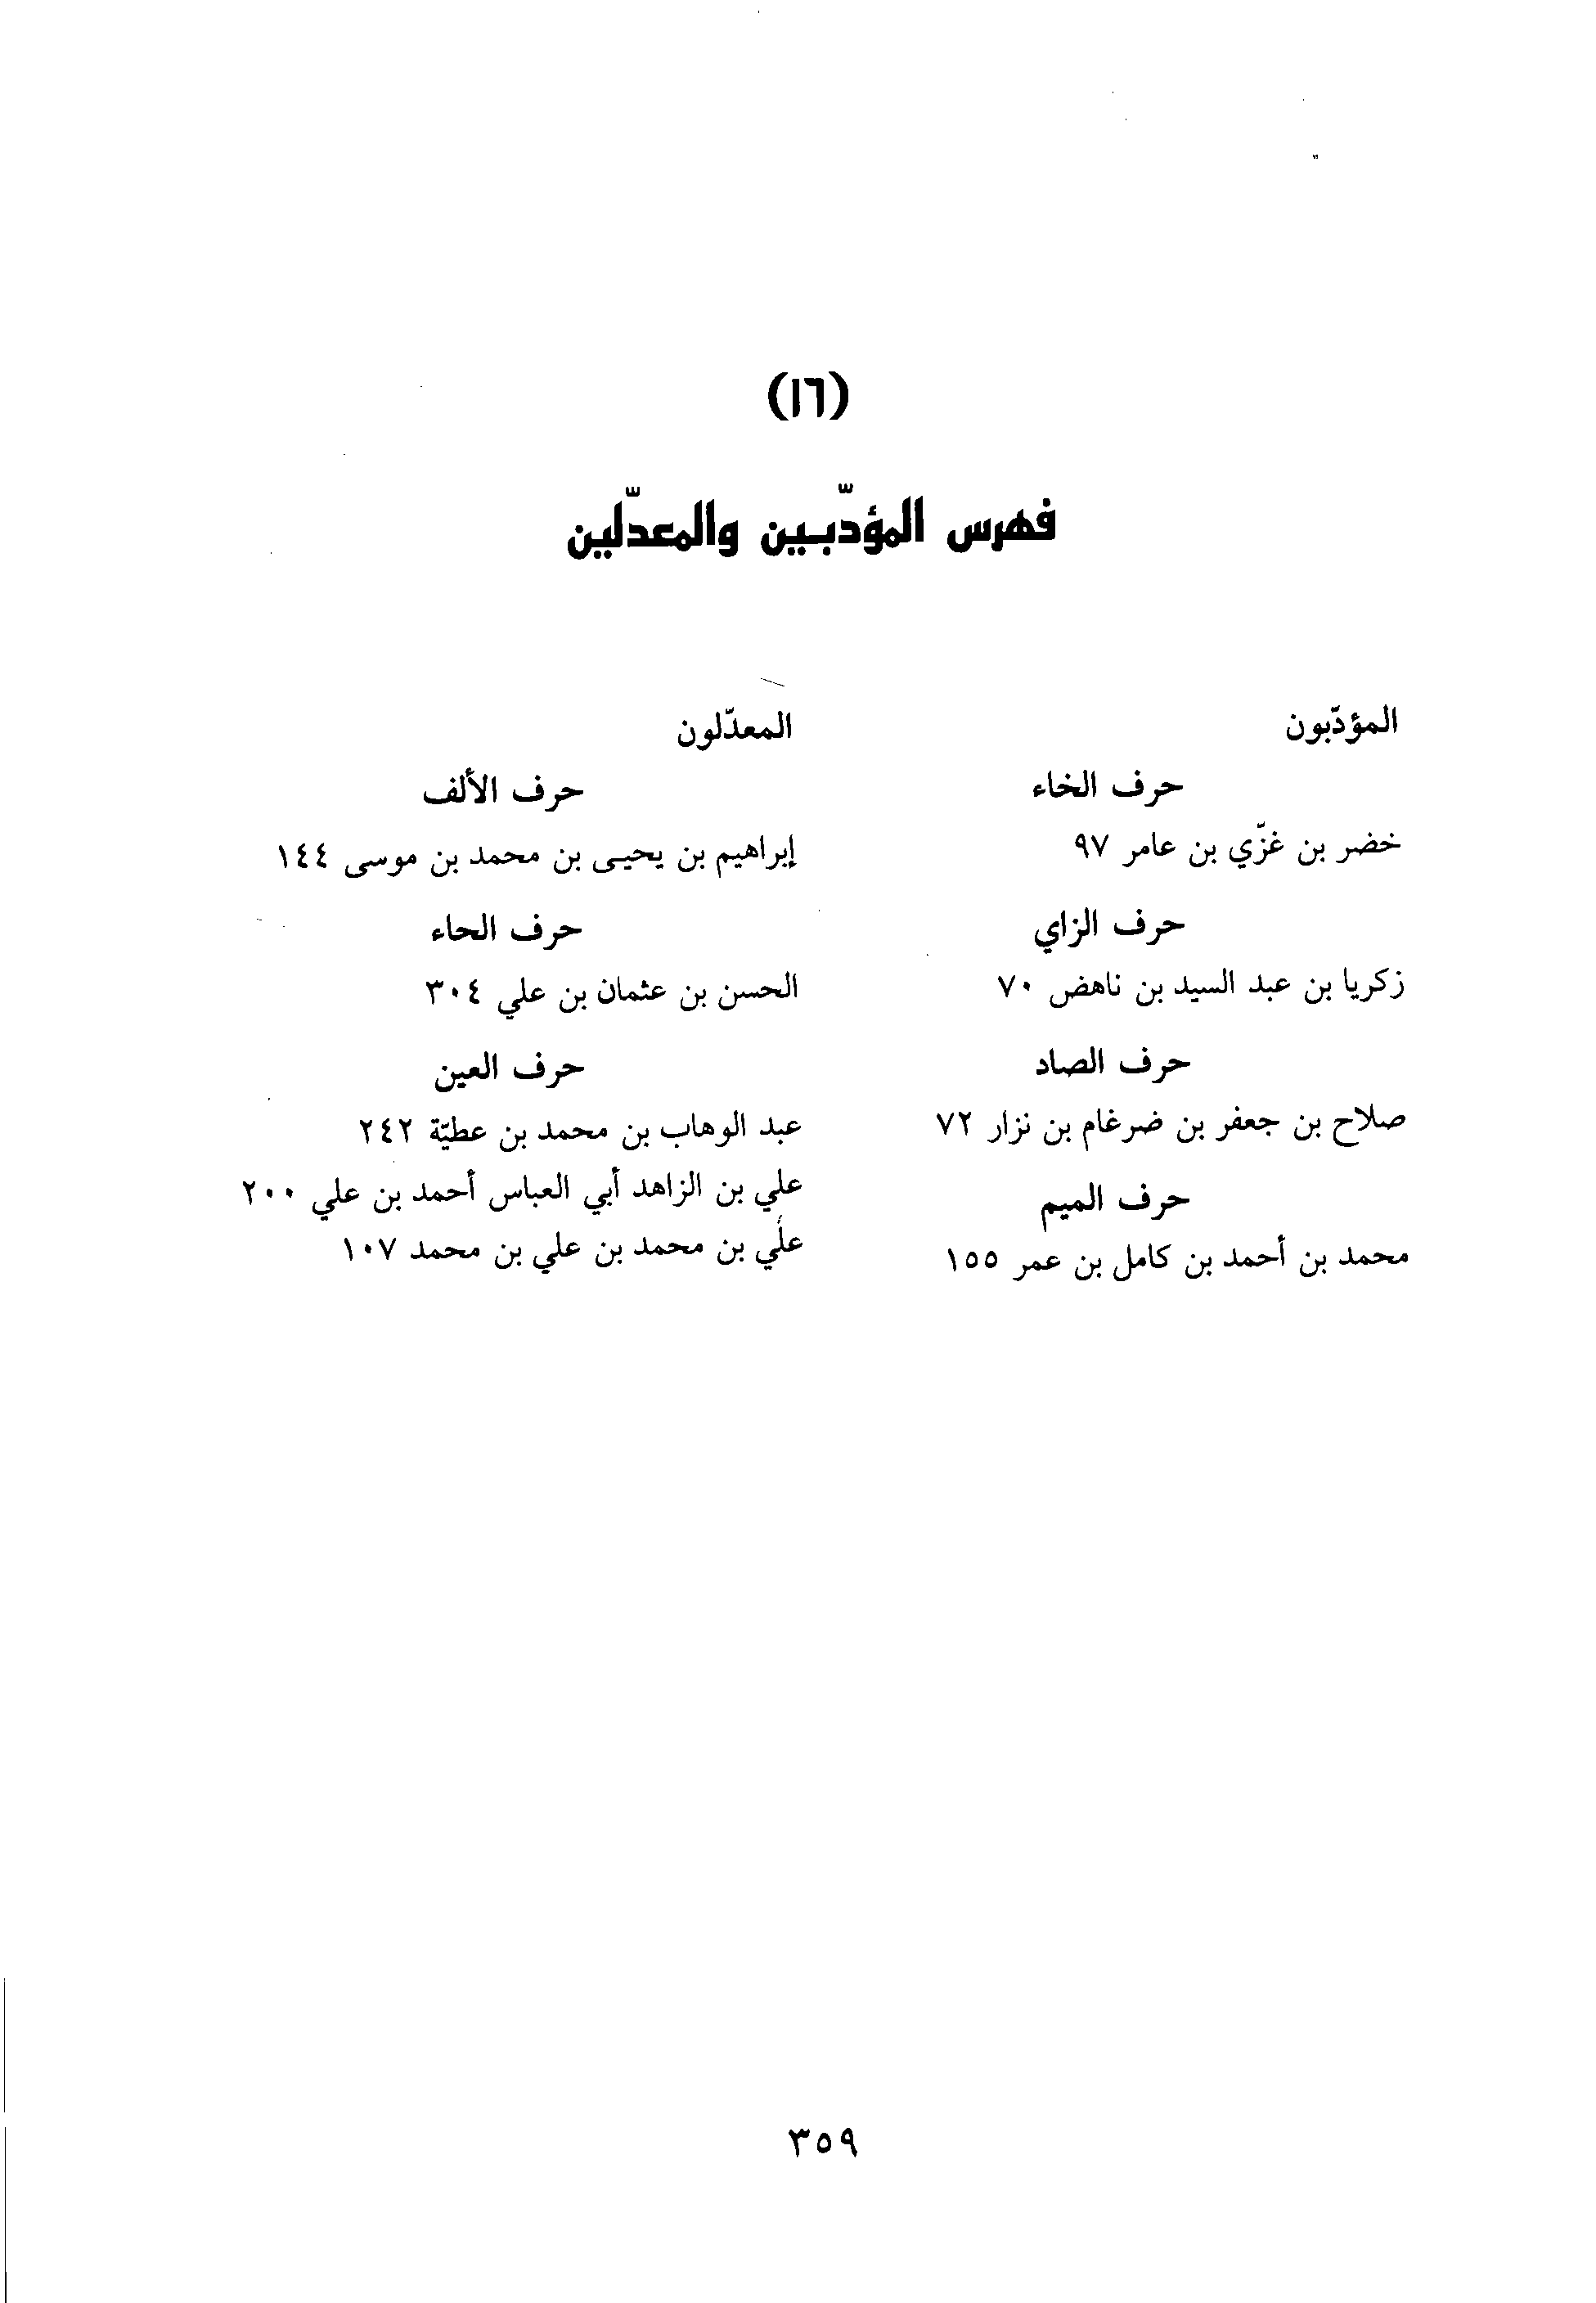 (١٦)
فهرس المؤدّبين والمعدّلين
المؤدّبون
حرف الخاء
خضر بن غزّي بن عامر ٩٧
حرف الزاي
زكريا بن عبد السيد بن ناهض ٧٠
حرف الصاد
صلاح بن جعفر بن ضرغام بن نزار ٧٢
حرف الميم
محمد بن أحمد بن كامل بن عمر ١٥٥
المعدّلون
حرف الألف
إبراهيم بن يحيى بن محمد بن موسى ١٤٤
حرف الحاء
الحسن بن عثمان بن علي ٣٠٤
حرف العين
عبد الوهاب بن محمد بن عطيّة ٢٤٢
علي بن الزاهد أبي العباس أحمد بن علي ٢٠٠
علي بن محمد بن علي بن محمد ١٠٧
٣٥٩